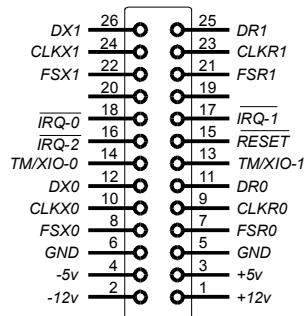 DX1 26 25 DR1
CLKX1 24 23 CLKR1
FSX1 22 21 FSR1
20 19
IRQ-0 18 17 IRQ-1
IRQ-2 16 15 RESET
TM/XIO-0 14 13 TM/XIO-1
DX0 12 11 DR0
CLKX0 10 9 CLKR0
FSX0 8 7 FSR0
GND 6 5 GND
-5v 4 3 +5v
-12v 2 1 +12v